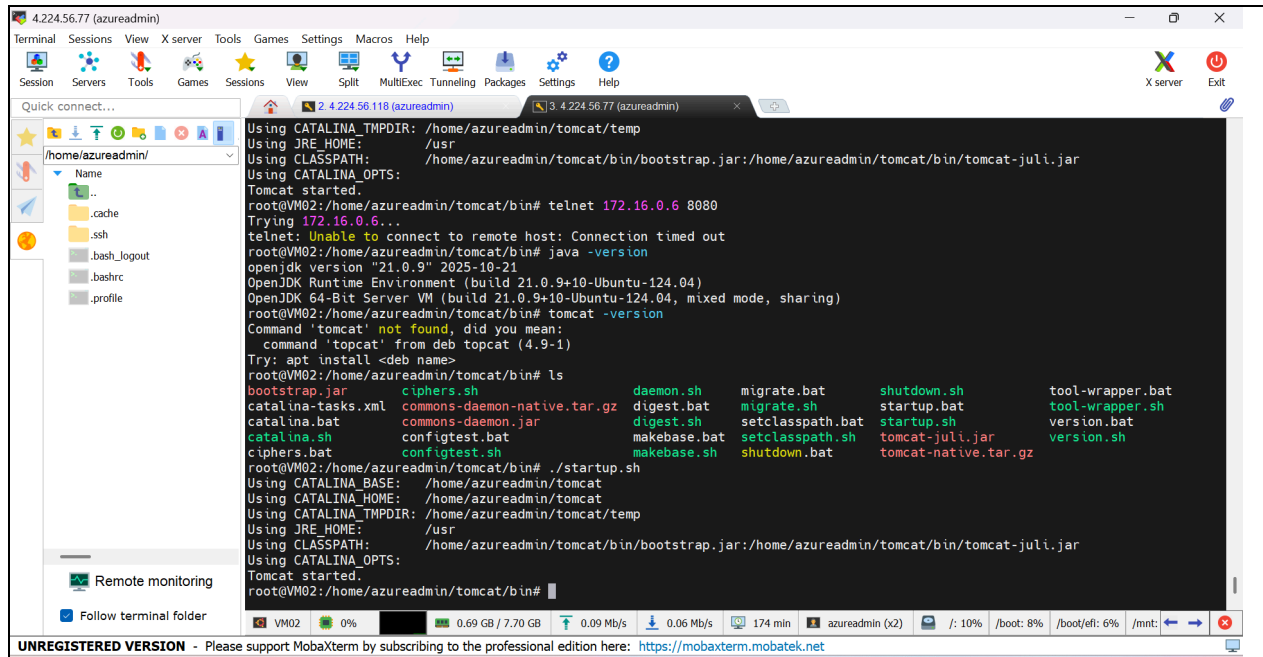 4.224.56.77 (azureadmin)
Terminal Sessions View X server Tools Games Settings Macros Help
Session Servers Tools Games Sessions View Split MultiExec Tunneling Packages Settings Help X server Exit
Quick connect...
2. 4.224.56.118 (azureadmin)
3. 4.224.56.77 (azureadmin)
/home/azureadmin/
Name
..
.cache
.ssh
.bash_logout
.bashrc
.profile
Remote monitoring
Follow terminal folder
Using CATALINA_TMPDIR: /home/azureadmin/tomcat/temp
Using JRE_HOME: /usr
Using CLASSPATH: /home/azureadmin/tomcat/bin/bootstrap.jar:/home/azureadmin/tomcat/bin/tomcat-juli.jar
Using CATALINA_OPTS:
Tomcat started.
root@VM02:/home/azureadmin/tomcat/bin# telnet 172.16.0.6 8080
Trying 172.16.0.6...
telnet: Unable to connect to remote host: Connection timed out
root@VM02:/home/azureadmin/tomcat/bin# java -version
openjdk version "21.0.9" 2025-10-21
OpenJDK Runtime Environment (build 21.0.9+10-Ubuntu-124.04)
OpenJDK 64-Bit Server VM (build 21.0.9+10-Ubuntu-124.04, mixed mode, sharing)
root@VM02:/home/azureadmin/tomcat/bin# tomcat -version
Command 'tomcat' not found, did you mean:
command 'topcat' from deb topcat (4.9-1)
Try: apt install <deb name>
root@VM02:/home/azureadmin/tomcat/bin# ls
bootstrap.jar ciphers.sh daemon.sh migrate.bat shutdown.sh tool-wrapper.bat
catalina-tasks.xml commons-daemon-native.tar.gz digest.bat migrate.sh startup.bat tool-wrapper.sh
catalina.bat commons-daemon.jar digest.sh setclasspath.bat startup.sh version.bat
catalina.sh configtest.bat makebase.bat setclasspath.sh tomcat-juli.jar version.sh
ciphers.bat configtest.sh makebase.sh shutdown.bat tomcat-native.tar.gz
root@VM02:/home/azureadmin/tomcat/bin# ./startup.sh
Using CATALINA_BASE: /home/azureadmin/tomcat
Using CATALINA_HOME: /home/azureadmin/tomcat
Using CATALINA_TMPDIR: /home/azureadmin/tomcat/temp
Using JRE_HOME: /usr
Using CLASSPATH: /home/azureadmin/tomcat/bin/bootstrap.jar:/home/azureadmin/tomcat/bin/tomcat-juli.jar
Using CATALINA_OPTS:
Tomcat started.
root@VM02:/home/azureadmin/tomcat/bin#
VM02 0% 0.69 GB / 7.70 GB 0.09 Mb/s 0.06 Mb/s 174 min azureadmin (x2) /: 10% /boot: 8% /boot/efi: 6% /mnt:
UNREGISTERED VERSION - Please support MobaXterm by subscribing to the professional edition here: https://mobaxterm.mobatek.net